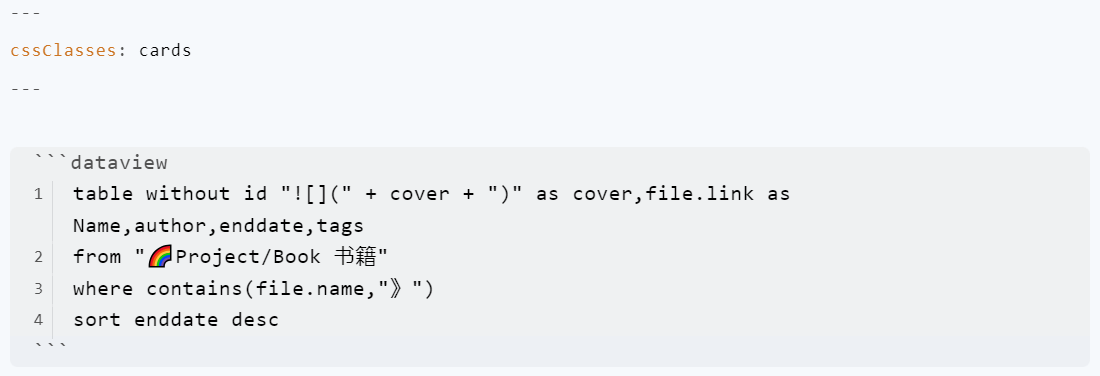 ---
cssClasses: cards
---
```dataview
1 table without id "![](" + cover + ")" as cover,file.link as
Name,author,enddate,tags
2 from "🌈Project/Book 书籍"
3 where contains(file.name,"》")
4 sort enddate desc
```